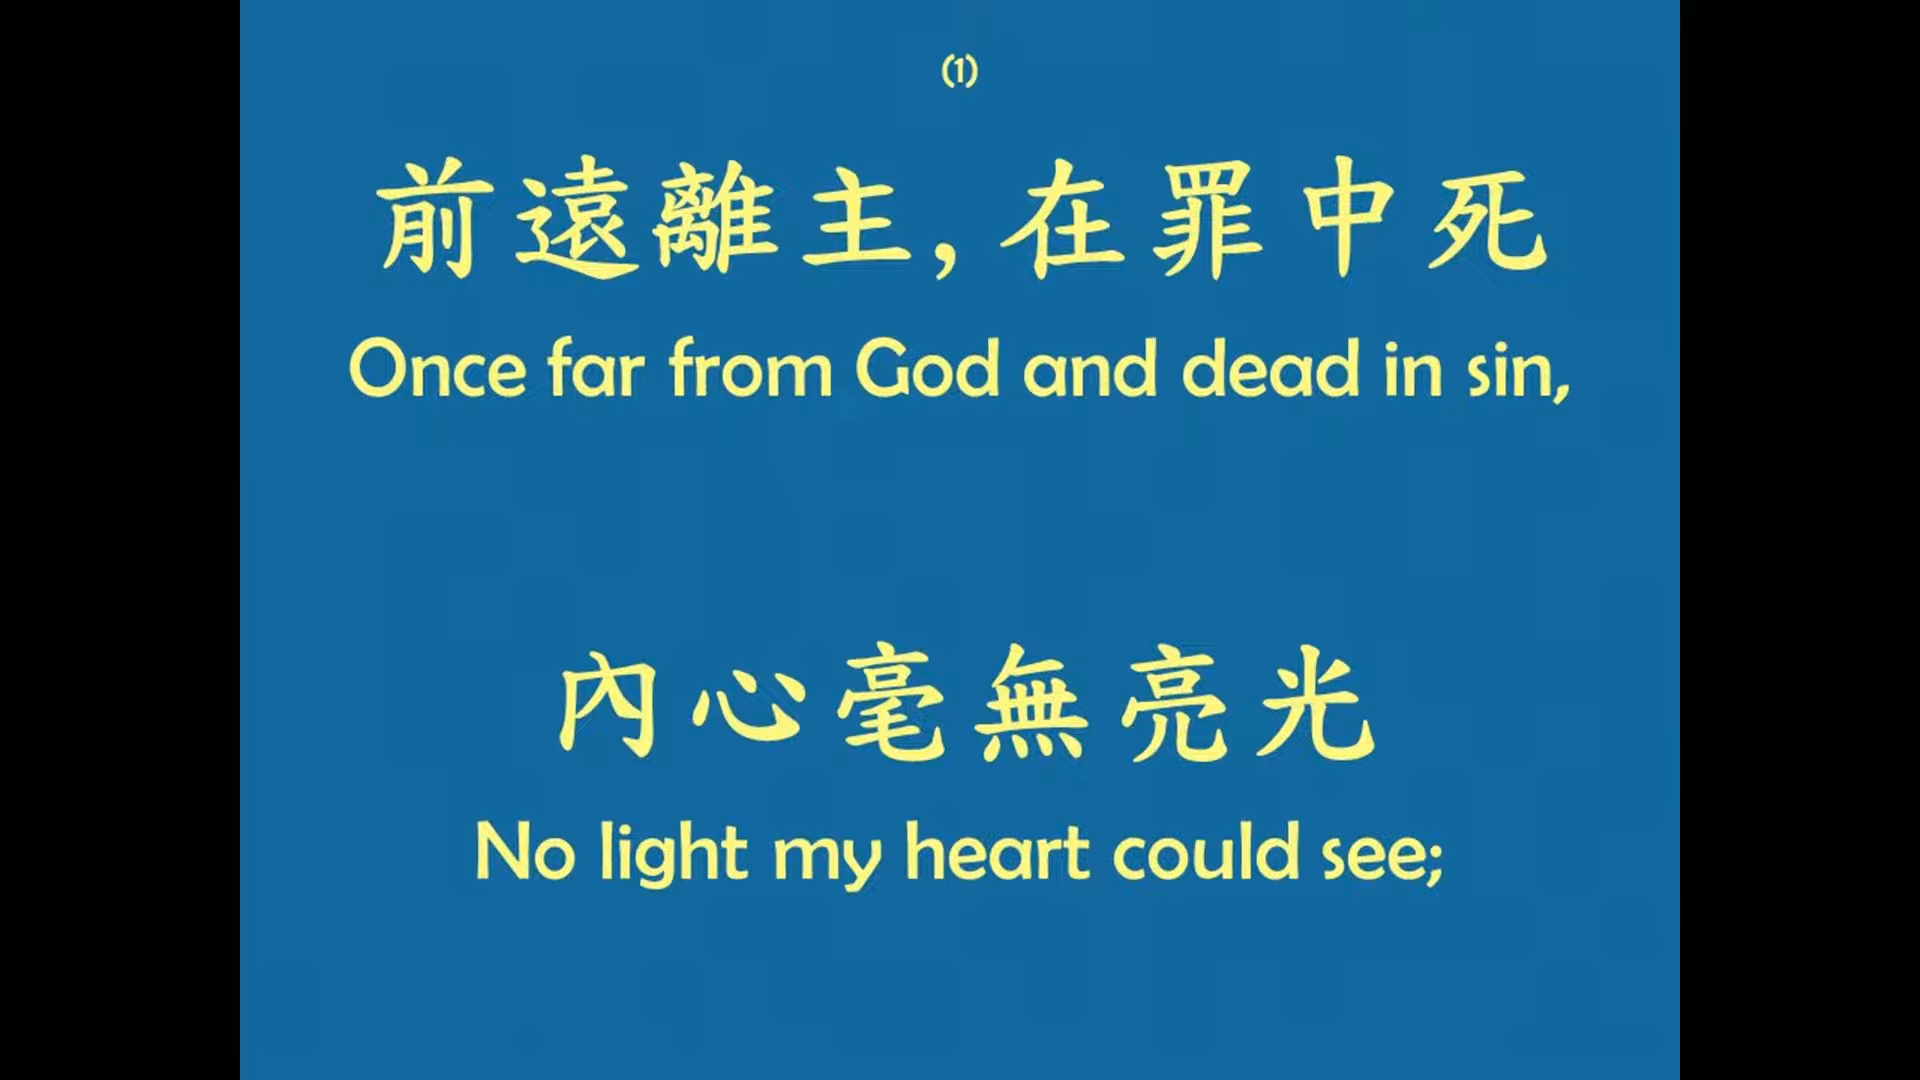 (1)
前遠離主,在罪中死
Once far from God and dead in sin,
內心毫無亮光
No light my heart could see;